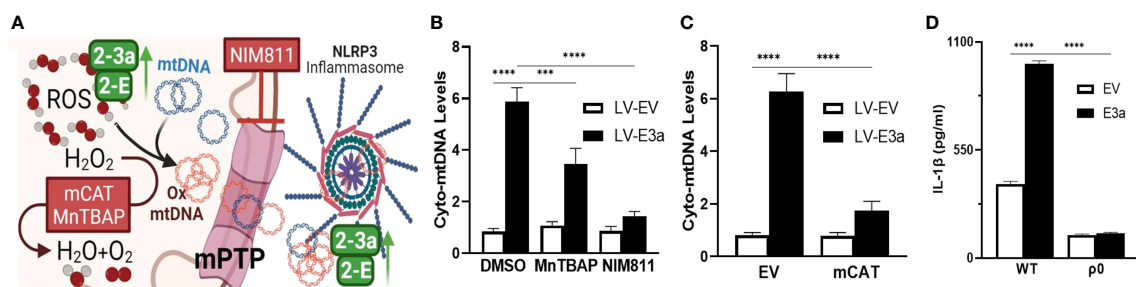 A
2-3a
2-E
ROS
mtDNA
NIM811
NLRP3
Inflammasome
H2O2
mCAT
MnTBAP
Ox
mtDNA
H2O+O2
mPTP
2-3a
2-E
B
Cyto-mtDNA Levels
8
6
4
2
0
****
**** ***
LV-EV
LV-E3a
DMSO MnTBAP NIM811
C
Cyto-mtDNA Levels
8
6
4
2
0
**** ****
LV-EV
LV-E3a
EV mCAT
D
IL-1β (pg/ml)
1100
550
0
**** ****
EV
E3a
WT ρ0